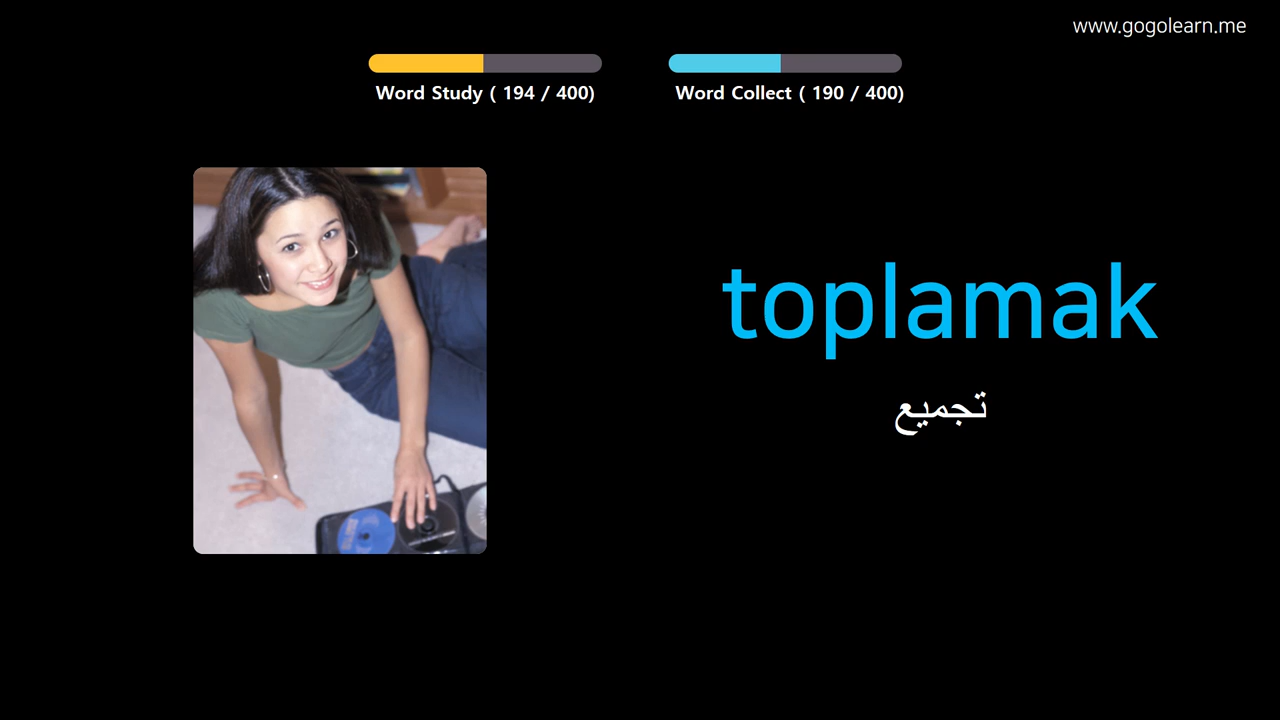 www.gogolearn.me
Word Study ( 194 / 400)
Word Collect ( 190 / 400)
toplamak
تجميع